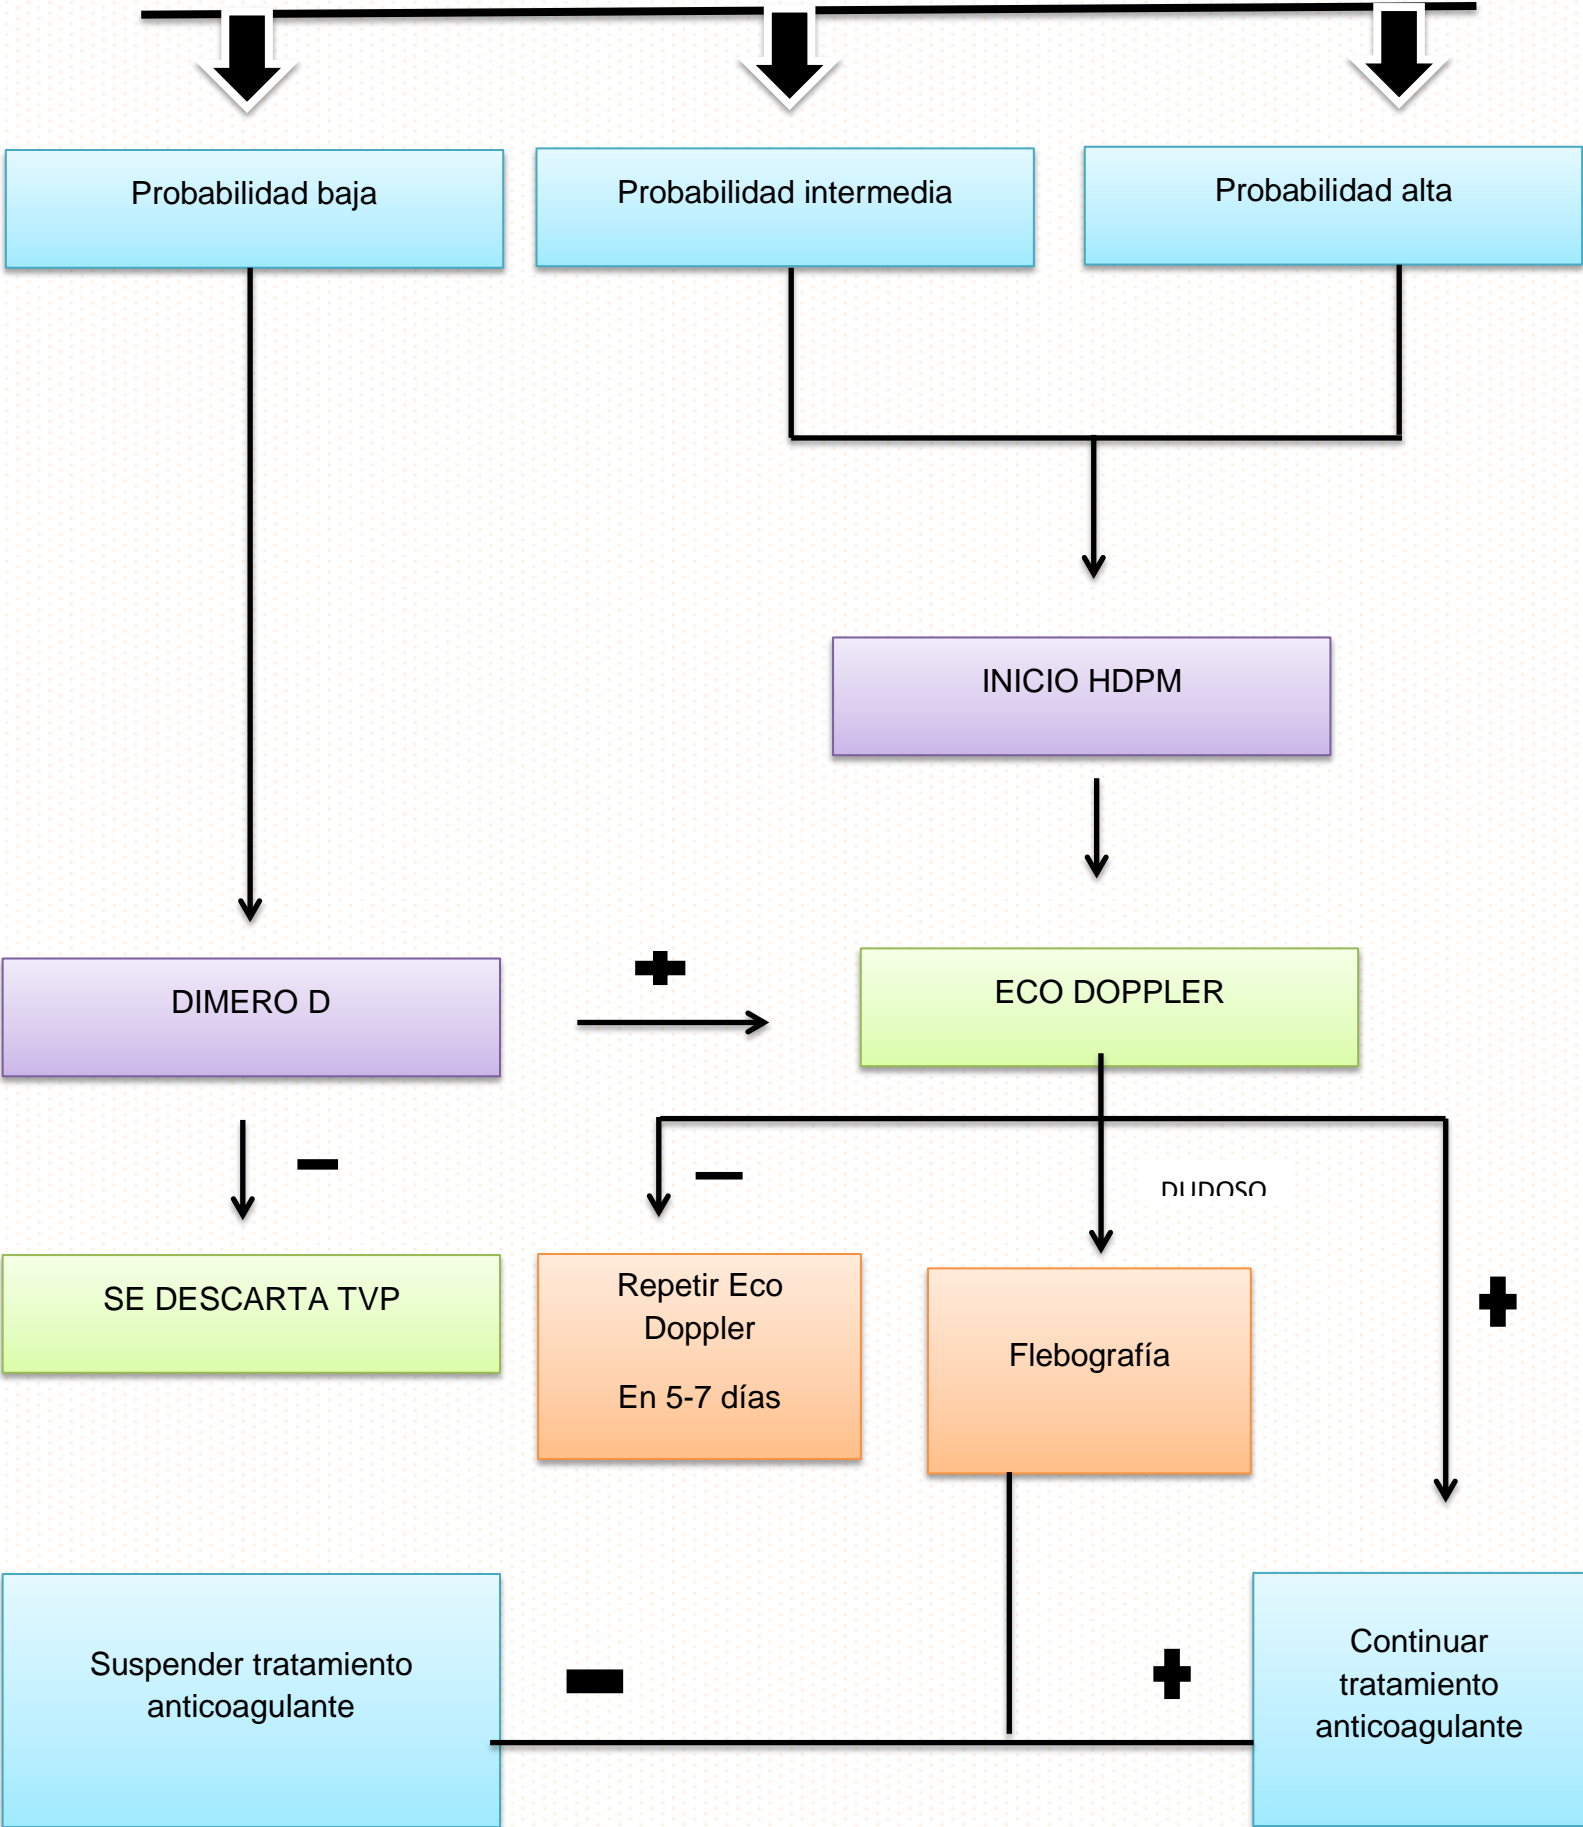 Probabilidad baja
Probabilidad intermedia
Probabilidad alta
INICIO HDPM
DIMERO D
ECO DOPPLER
DUDOSO
SE DESCARTA TVP
Repetir Eco
Doppler
En 5-7 días
Flebografía
Suspender tratamiento
anticoagulante
Continuar
tratamiento
anticoagulante